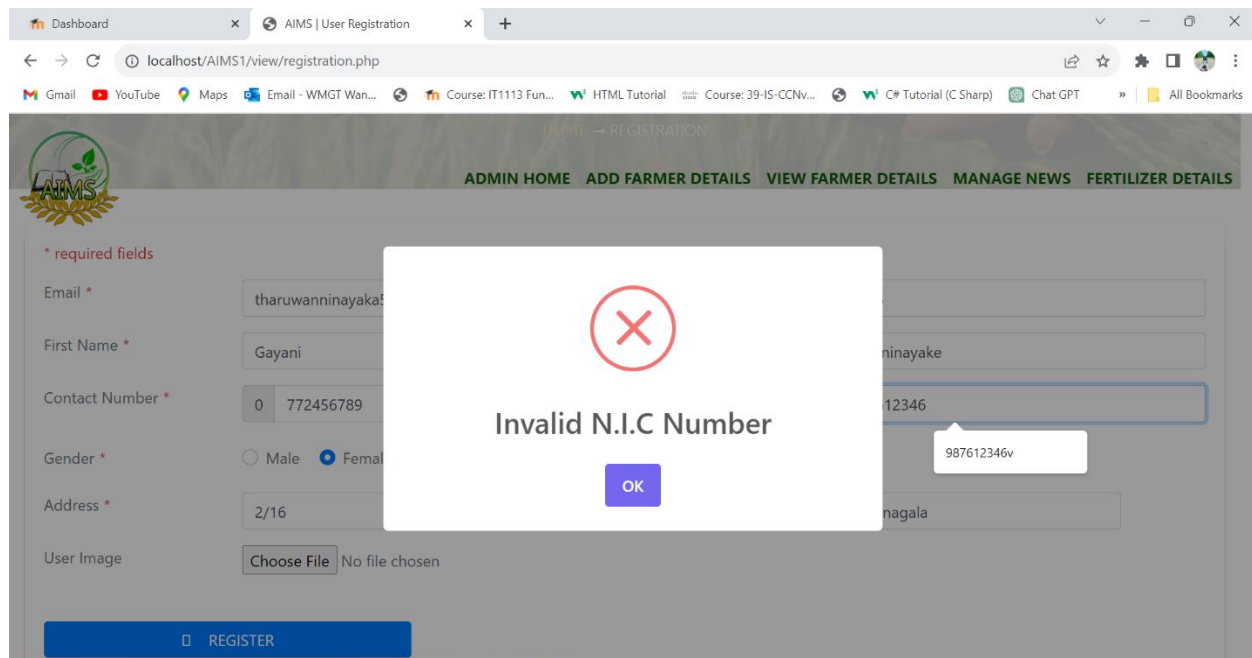 Dashboard
AIMS | User Registration
localhost/AIMS1/view/registration.php
Gmail YouTube Maps Email - WMGT Wan... Course: IT1113 Fun... HTML Tutorial Course: 39-IS-CCNv... C# Tutorial (C Sharp) Chat GPT » All Bookmarks
HOME → REGISTRATION
AIMS
ADMIN HOME ADD FARMER DETAILS VIEW FARMER DETAILS MANAGE NEWS FERTILIZER DETAILS
* required fields
Email * tharuwanninayaka5
First Name * Gayani ninayake
Contact Number * 0 772456789 12346
987612346v
Invalid N.I.C Number
OK
Gender * Male Femal
Address * 2/16 nagala
User Image Choose File No file chosen
REGISTER